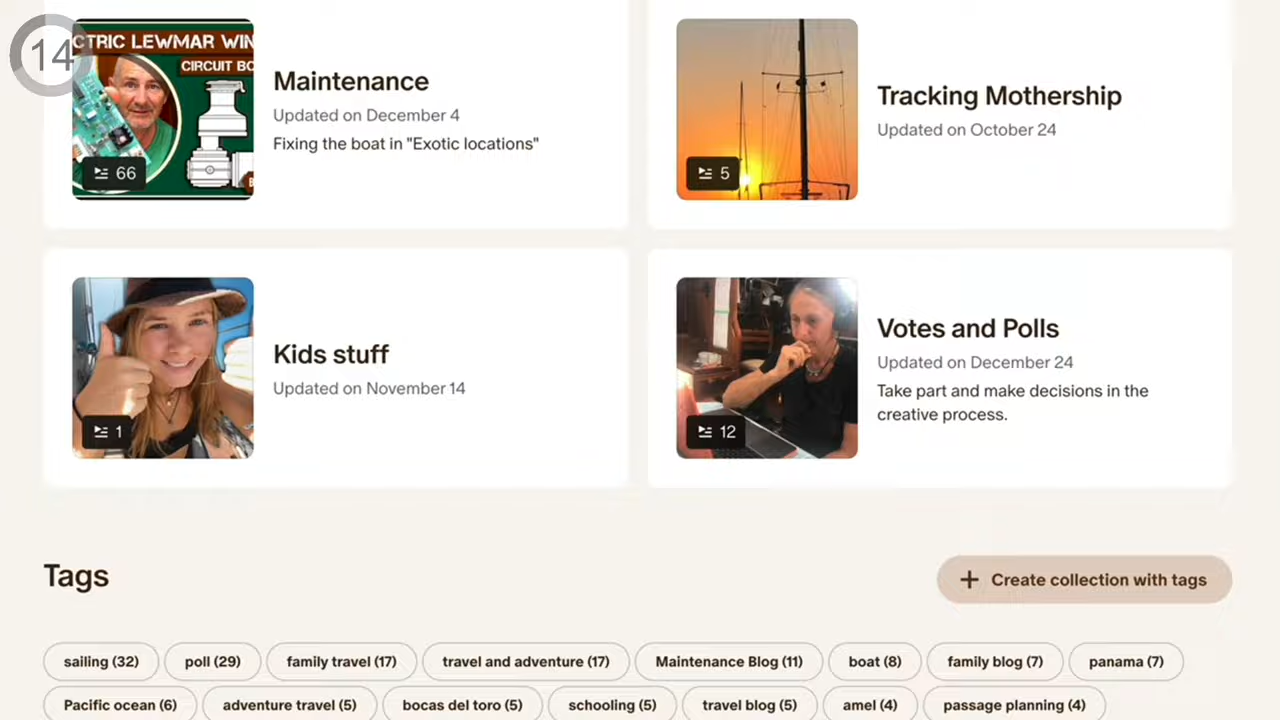 14
CTRIC LEWMAR WIN
CIRCUIT BO
66
Maintenance
Updated on December 4
Fixing the boat in "Exotic locations"
5
Tracking Mothership
Updated on October 24
1
Kids stuff
Updated on November 14
12
Votes and Polls
Updated on December 24
Take part and make decisions in the
creative process.
Tags
+ Create collection with tags
sailing (32) poll (29) family travel (17) travel and adventure (17) Maintenance Blog (11) boat (8) family blog (7) panama (7)
Pacific ocean (6) adventure travel (5) bocas del toro (5) schooling (5) travel blog (5) amel (4) passage planning (4)